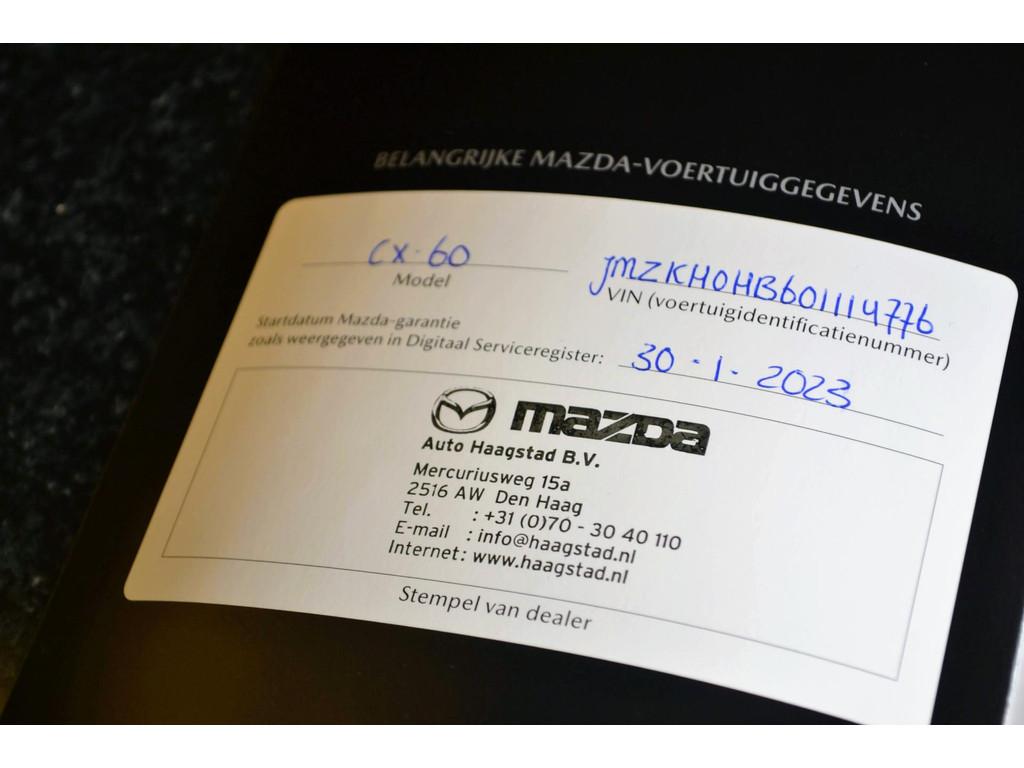 BELANGRIJKE MAZDA-VOERTUIGGEGEVENS
CX-60
Model
JMZKH0HB601114776
VIN (voertuigidentificatienummer)
Startdatum Mazda-garantie
zoals weergegeven in Digitaal Serviceregister: 30-1-2023
mazda
Auto Haagstad B.V.
Mercuriusweg 15a
2516 AW Den Haag
Tel. : +31 (0)70 - 30 40 110
E-mail : info@haagstad.nl
Internet: www.haagstad.nl
Stempel van dealer